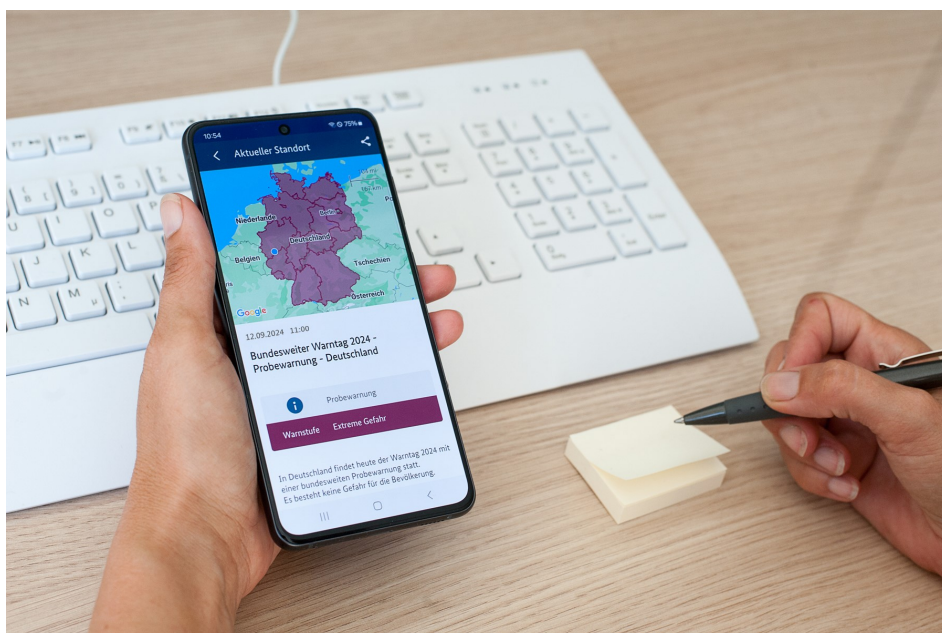 10:54
75%
Aktueller Standort
Niederlande
Berlin
Deutschland
Belgien
Tschechien
Österreich
Google
12.09.2024 11:00
Bundesweiter Warntag 2024 -
Probewarnung - Deutschland
i Probewarnung
Warnstufe Extreme Gefahr
In Deutschland findet heute der Warntag 2024 mit
einer bundesweiten Probewarnung statt.
Es besteht keine Gefahr für die Bevölkerung.
F7
F8
U
O
P
J
K
L
N
M
µ